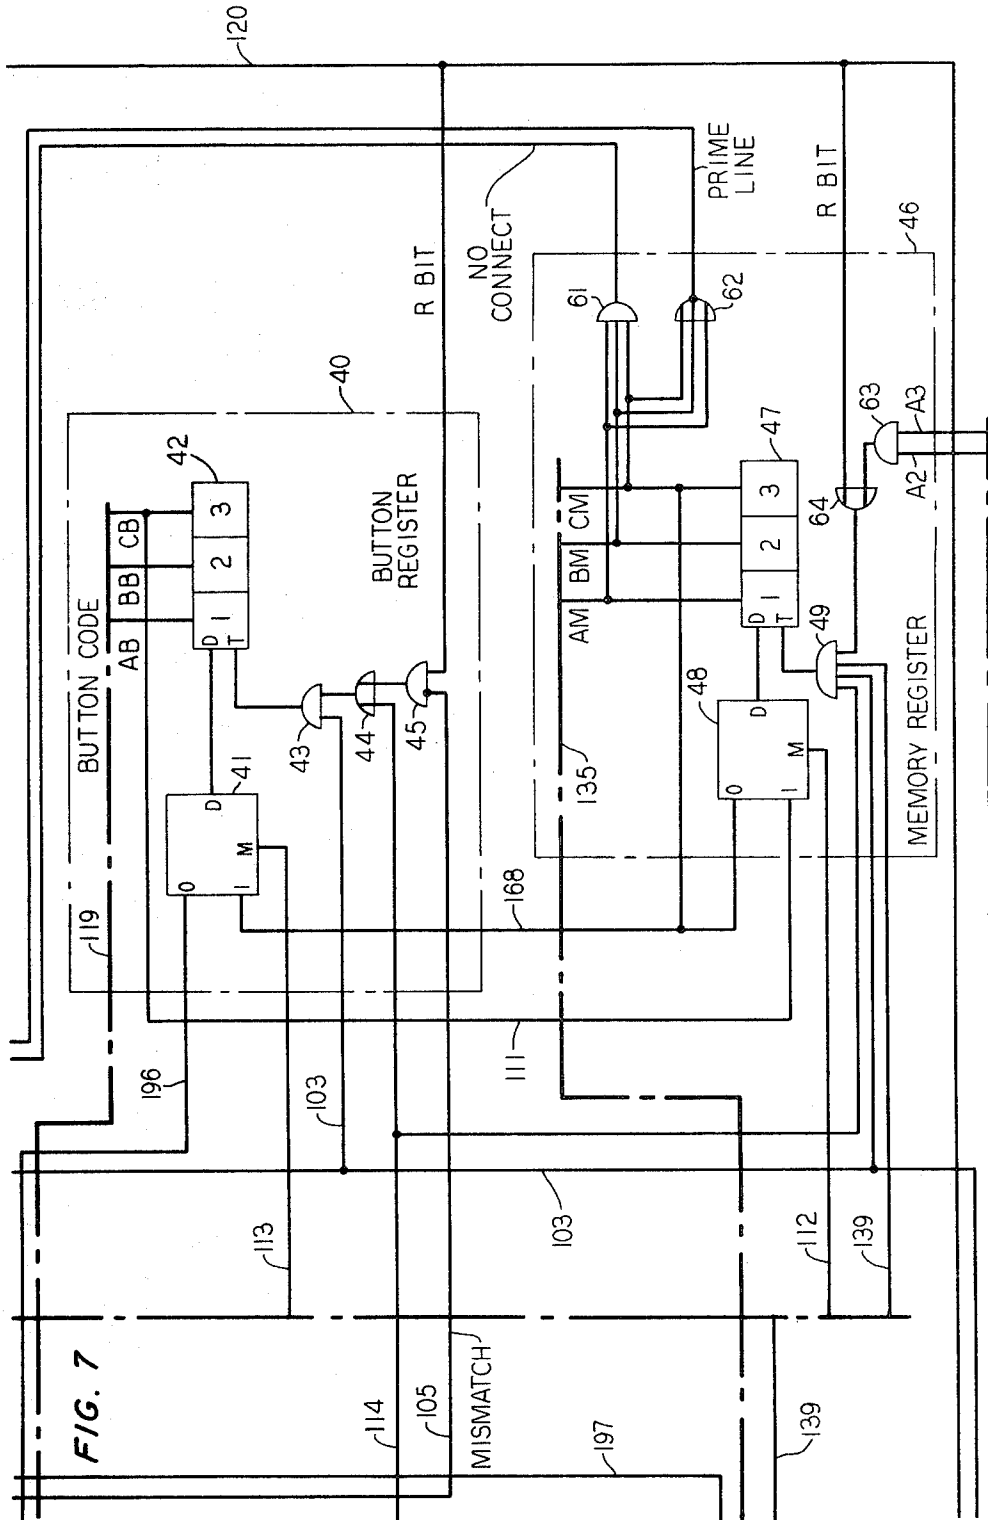 FIG. 7
120
NO
CONNECT
PRIME
LINE
R BIT
R BIT
46
40
BUTTON CODE
119
AB
BB
CB
42
1
2
3
D
T
41
D
O
I
M
43
44
45
BUTTON
REGISTER
196
113
103
103
111
168
114
105
MISMATCH
197
139
139
112
135
AM
BM
CM
61
62
47
1
2
3
D
T
48
D
O
I
M
49
64
63
A2
A3
MEMORY REGISTER